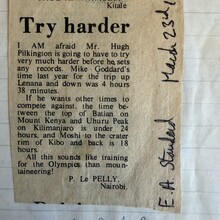 Kitale
Try harder
I AM afraid Mr. Hugh
Pilkington is going to have to try
very much harder before he sets
any records. Mike Goddard's
time last year for the trip up
Lenana and down was 4 hours
38 minutes.
If he wants other times to
compete against, the time be-
tween the top of Batian on
Mount Kenya and Uhuru Peak
on Kilimanjaro is under 24
hours, and Moshi to the crater
rim of Kibo and back is 18
hours.
All this sounds like training
for the Olympics than moun-
taineering!
P. Le PELLY.
Nairobi.
E.A. Standard March 23rd